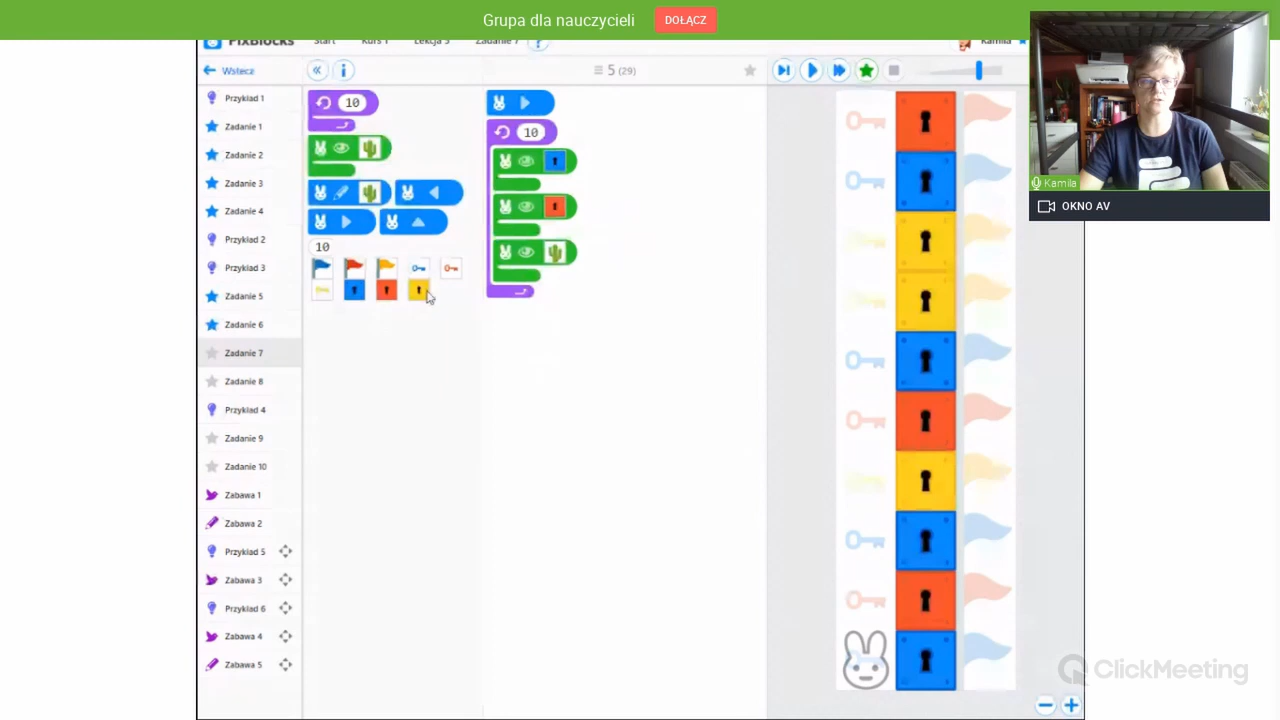 Grupa dla nauczycieli DOŁĄCZ
PixBlocks Start Kurs 1 Lekcja 3 Zadanie 7 ? Kamila
Wstecz
5 (29)
Przykład 1
Zadanie 1
Zadanie 2
Zadanie 3
Zadanie 4
Przykład 2
Przykład 3
Zadanie 5
Zadanie 6
Zadanie 7
Zadanie 8
Przykład 4
Zadanie 9
Zadanie 10
Zabawa 1
Zabawa 2
Przykład 5
Zabawa 3
Przykład 6
Zabawa 4
Zabawa 5
10
10
10
Kamila
OKNO AV
ClickMeeting